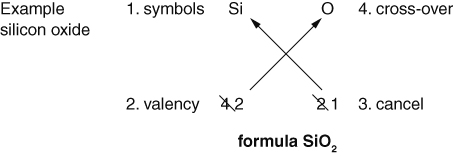 Example 1. symbols Si O 4. cross-over
silicon oxide
2. valency 4 2 2 1 3. cancel
formula SiO₂